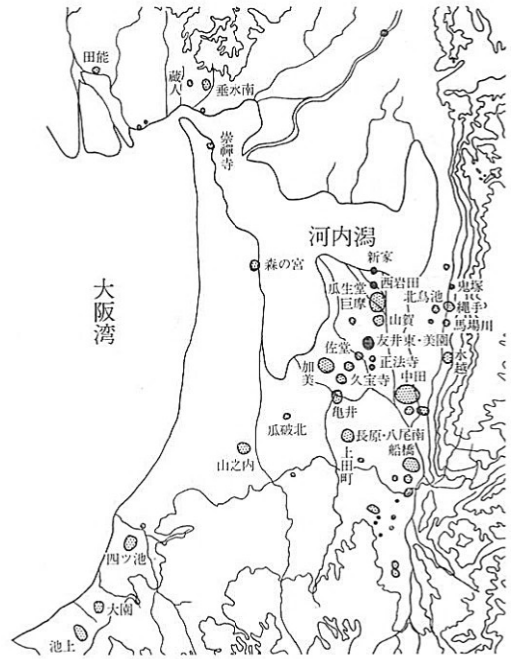 田能
蔵人
垂水南
崇禪寺
河内潟
森の宮
大阪湾
新家
西岩田
瓜生堂
巨摩
北鳥池
鬼塚
縄手
山賀
馬場川
友井東・美園
佐堂
正法寺
水越
加美
久宝寺
中田
亀井
瓜破北
長原・八尾南
船橋
上田町
山之内
四ツ池
大園
池上